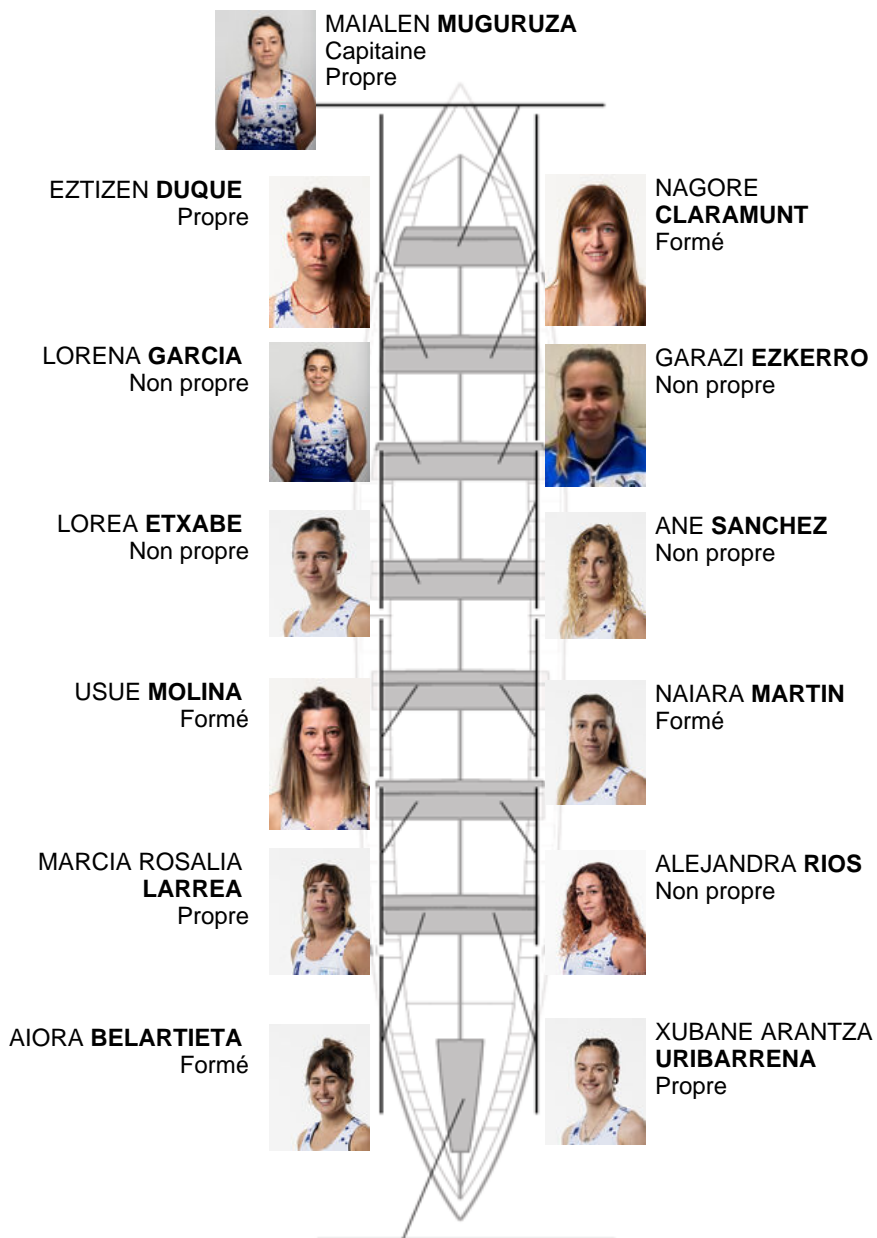 MAIALEN MUGURUZA
Capitaine
Propre
EZTIZEN DUQUE
Propre
NAGORE
CLARAMUNT
Formé
LORENA GARCIA
Non propre
GARAZI EZKERRO
Non propre
LOREA ETXABE
Non propre
ANE SANCHEZ
Non propre
USUE MOLINA
Formé
NAIARA MARTIN
Formé
MARCIA ROSALIA
LARREA
Propre
ALEJANDRA RIOS
Non propre
AIORA BELARTIETA
Formé
XUBANE ARANTZA
URIBARRENA
Propre